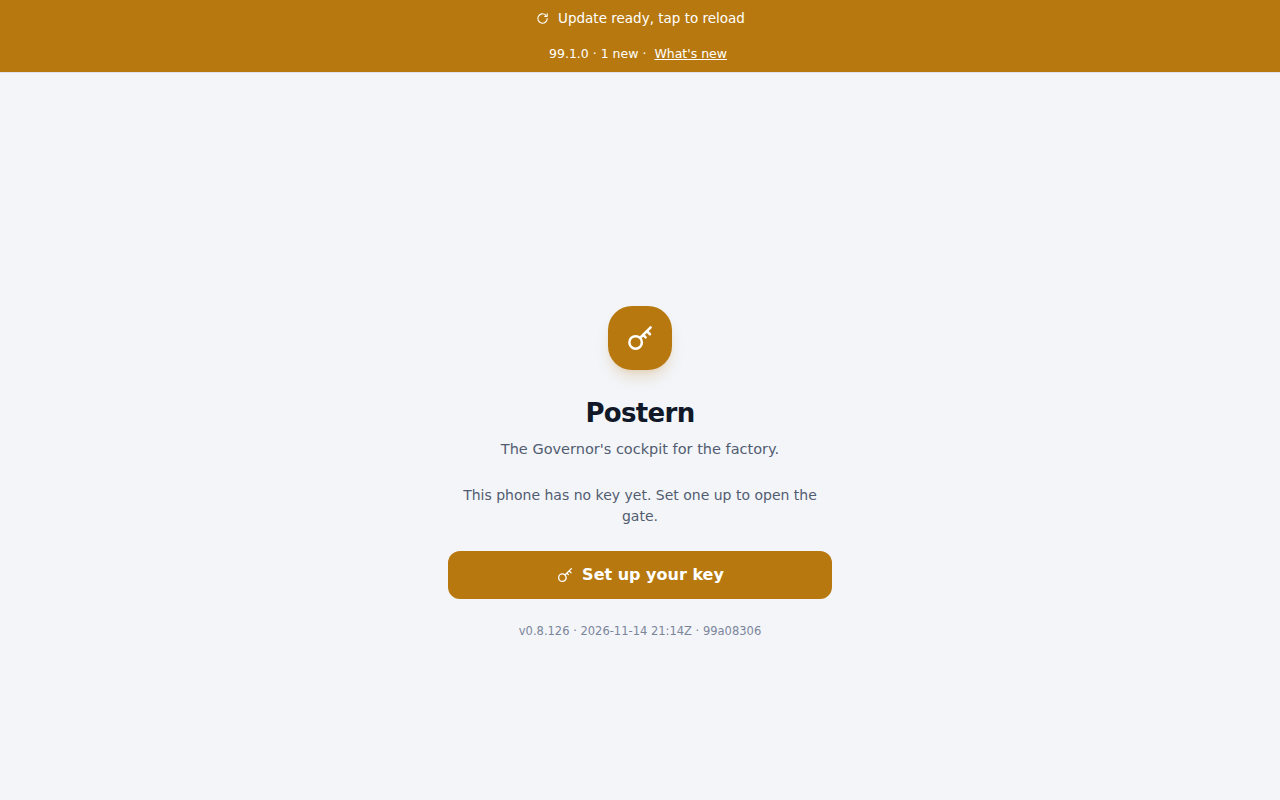 Update ready, tap to reload
99.1.0 · 1 new · What's new
Postern
The Governor's cockpit for the factory.
This phone has no key yet. Set one up to open the
gate.
Set up your key
v0.8.126 · 2026-11-14 21:14Z · 99a08306